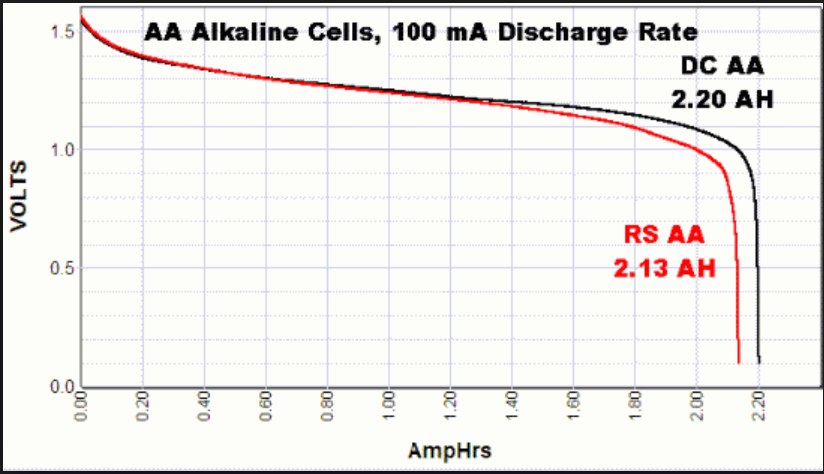 AA Alkaline Cells, 100 mA Discharge Rate
DC AA
2.20 AH
RS AA
2.13 AH
VOLTS
1.5
1.0
0.5
0.0
0.00 0.20 0.40 0.60 0.80 1.00 1.20 1.40 1.60 1.80 2.00 2.20
AmpHrs